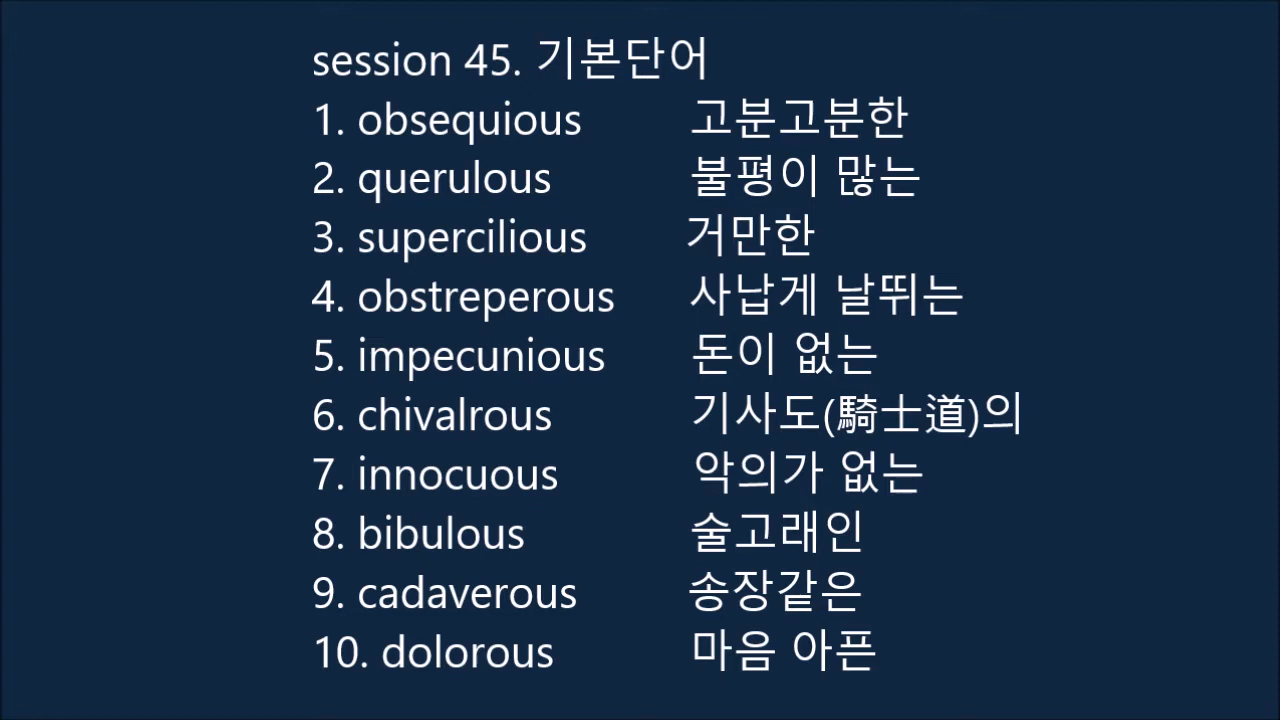 session 45. 기본단어
1. obsequious 고분고분한
2. querulous 불평이 많는
3. supercilious 거만한
4. obstreperous 사납게 날뛰는
5. impecunious 돈이 없는
6. chivalrous 기사도(騎士道)의
7. innocuous 악의가 없는
8. bibulous 술고래인
9. cadaverous 송장같은
10. dolorous 마음 아픈